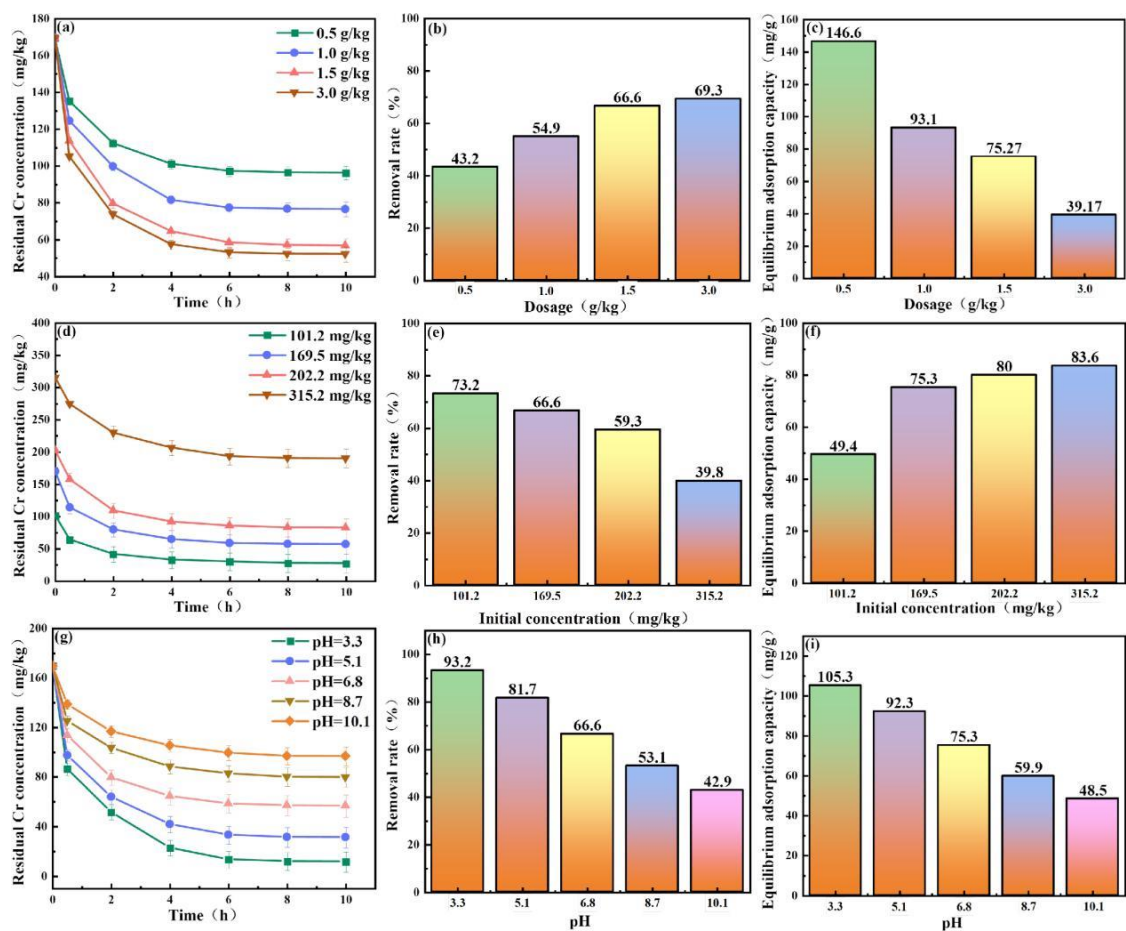 (a)
0.5 g/kg
1.0 g/kg
1.5 g/kg
3.0 g/kg
Residual Cr concentration（mg/kg）
180
160
140
120
100
80
60
40
0 2 4 6 8 10
Time（h）
(b)
Removal rate（%）
100
80
60
40
20
0
43.2
54.9
66.6
69.3
0.5 1.0 1.5 3.0
Dosage（g/kg）
(c)
Equilibrium adsorption capacity（mg/g）
160
140
120
100
80
60
40
20
0
146.6
93.1
75.27
39.17
0.5 1.0 1.5 3.0
Dosage（g/kg）
(d)
101.2 mg/kg
169.5 mg/kg
202.2 mg/kg
315.2 mg/kg
Residual Cr concentration（mg/kg）
400
350
300
250
200
150
100
50
0
0 2 4 6 8 10
Time（h）
(e)
Removal rate（%）
100
80
60
40
20
0
73.2
66.6
59.3
39.8
101.2 169.5 202.2 315.2
Initial concentration（mg/kg）
(f)
Equilibrium adsorption capacity（mg/g）
100
80
60
40
20
0
49.4
75.3
80
83.6
101.2 169.5 202.2 315.2
Initial concentration（mg/kg）
(g)
pH=3.3
pH=5.1
pH=6.8
pH=8.7
pH=10.1
Residual Cr concentration（mg/kg）
200
160
120
80
40
0
0 2 4 6 8 10
Time（h）
(h)
Removal rate（%）
100
80
60
40
20
0
93.2
81.7
66.6
53.1
42.9
3.3 5.1 6.8 8.7 10.1
pH
(i)
Equilibrium adsorption capacity（mg/g）
120
100
80
60
40
20
0
105.3
92.3
75.3
59.9
48.5
3.3 5.1 6.8 8.7 10.1
pH